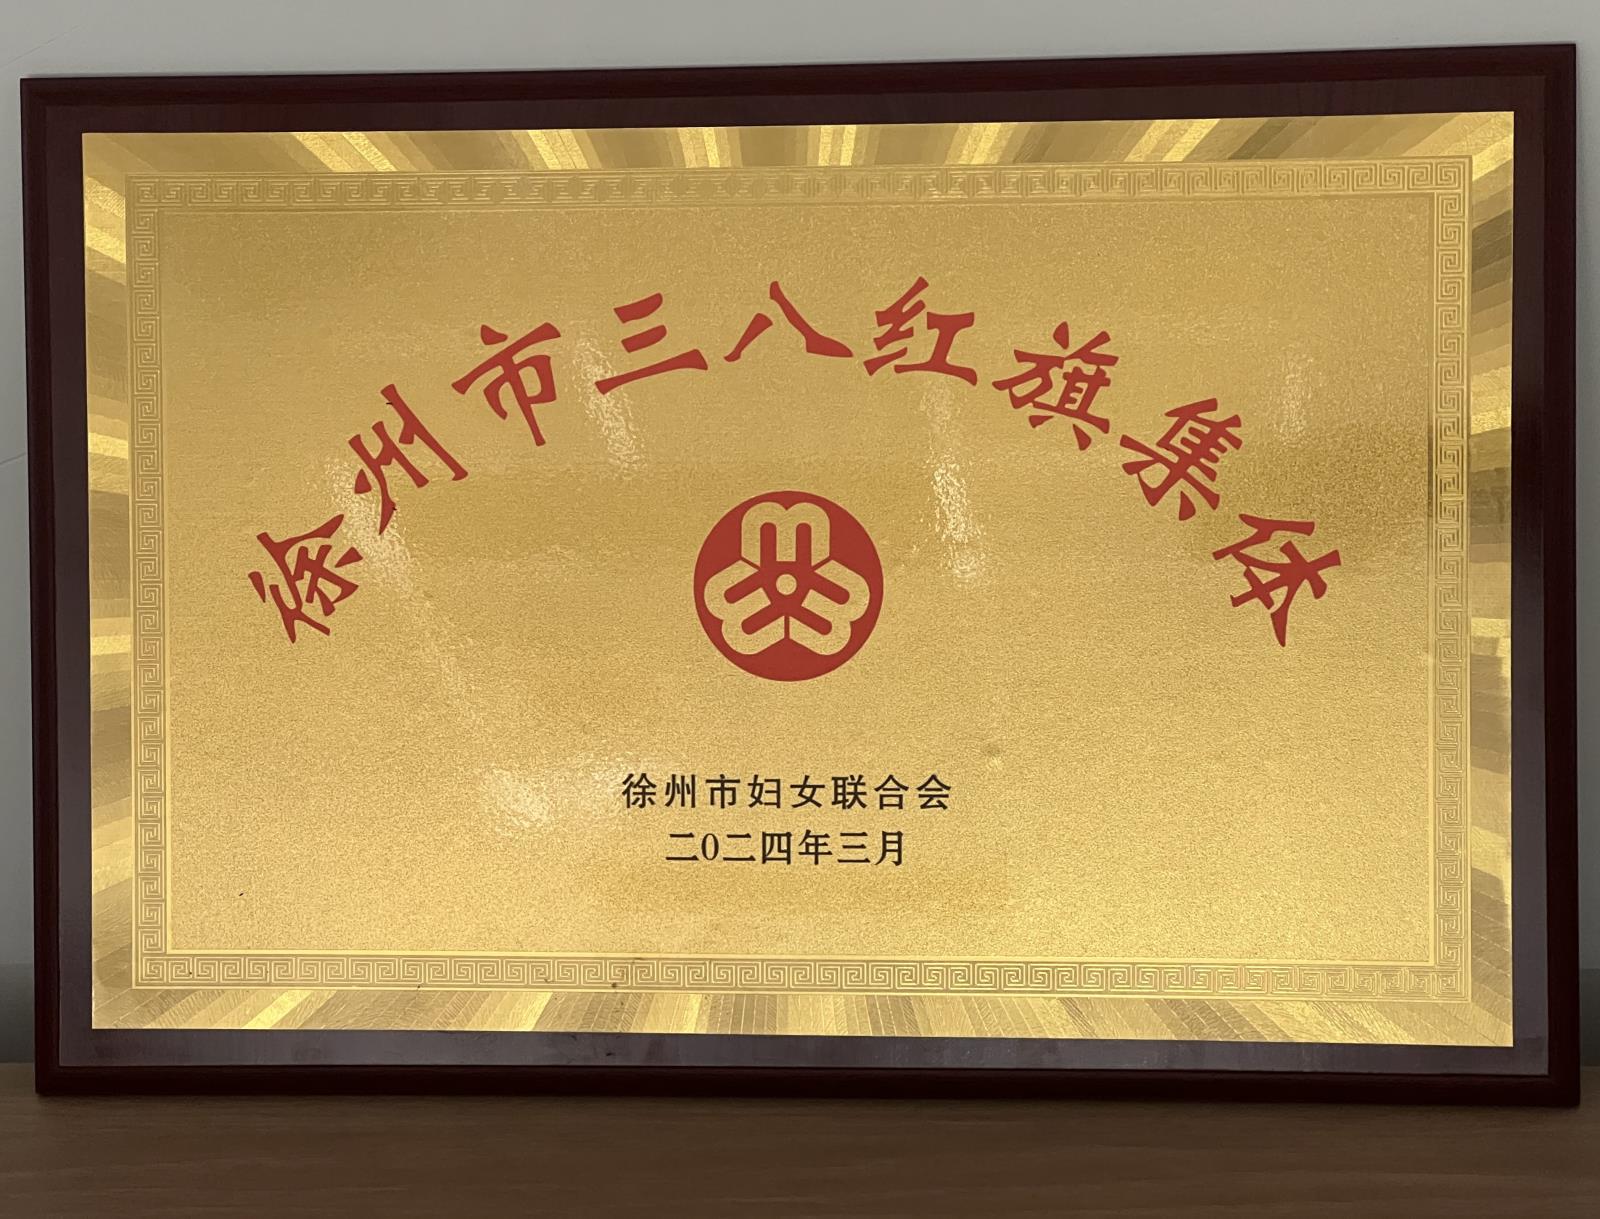 徐州市三八红旗集体
徐州市妇女联合会
二0二四年三月